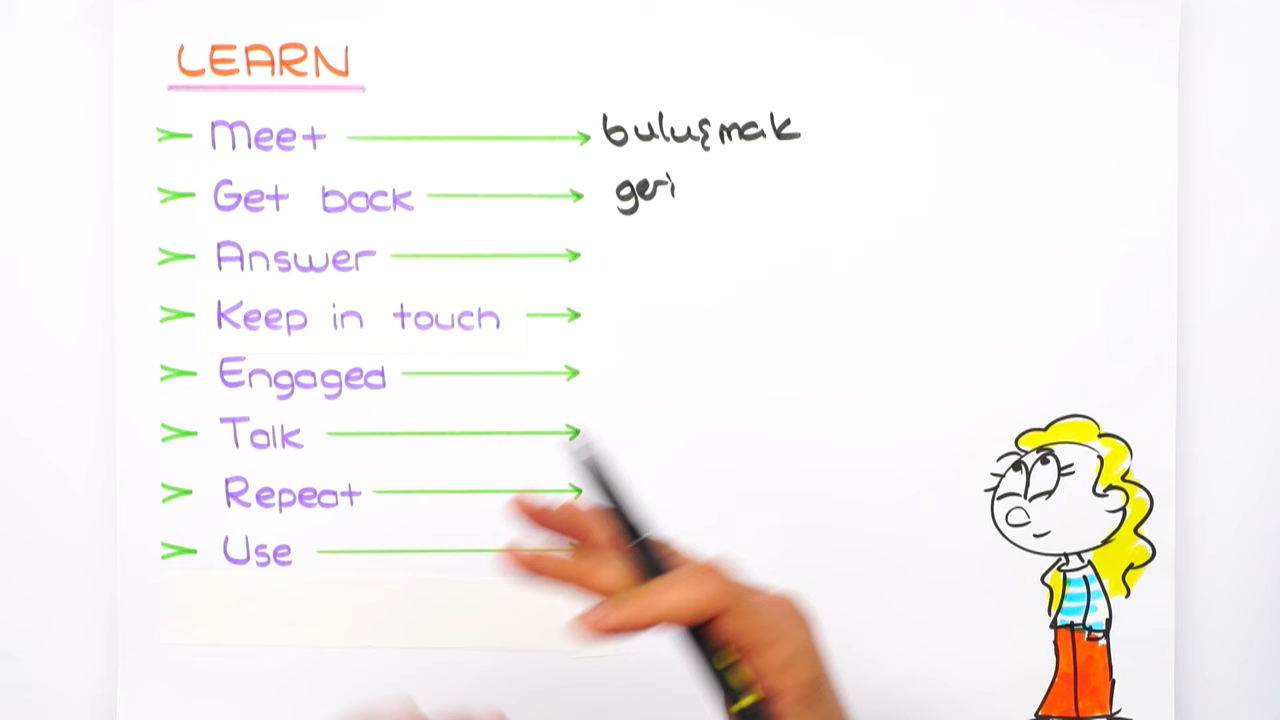 LEARN
➢ Meet → buluşmak
➢ Get back → geri
➢ Answer →
➢ Keep in touch →
➢ Engaged →
➢ Talk →
➢ Repeat →
➢ Use →